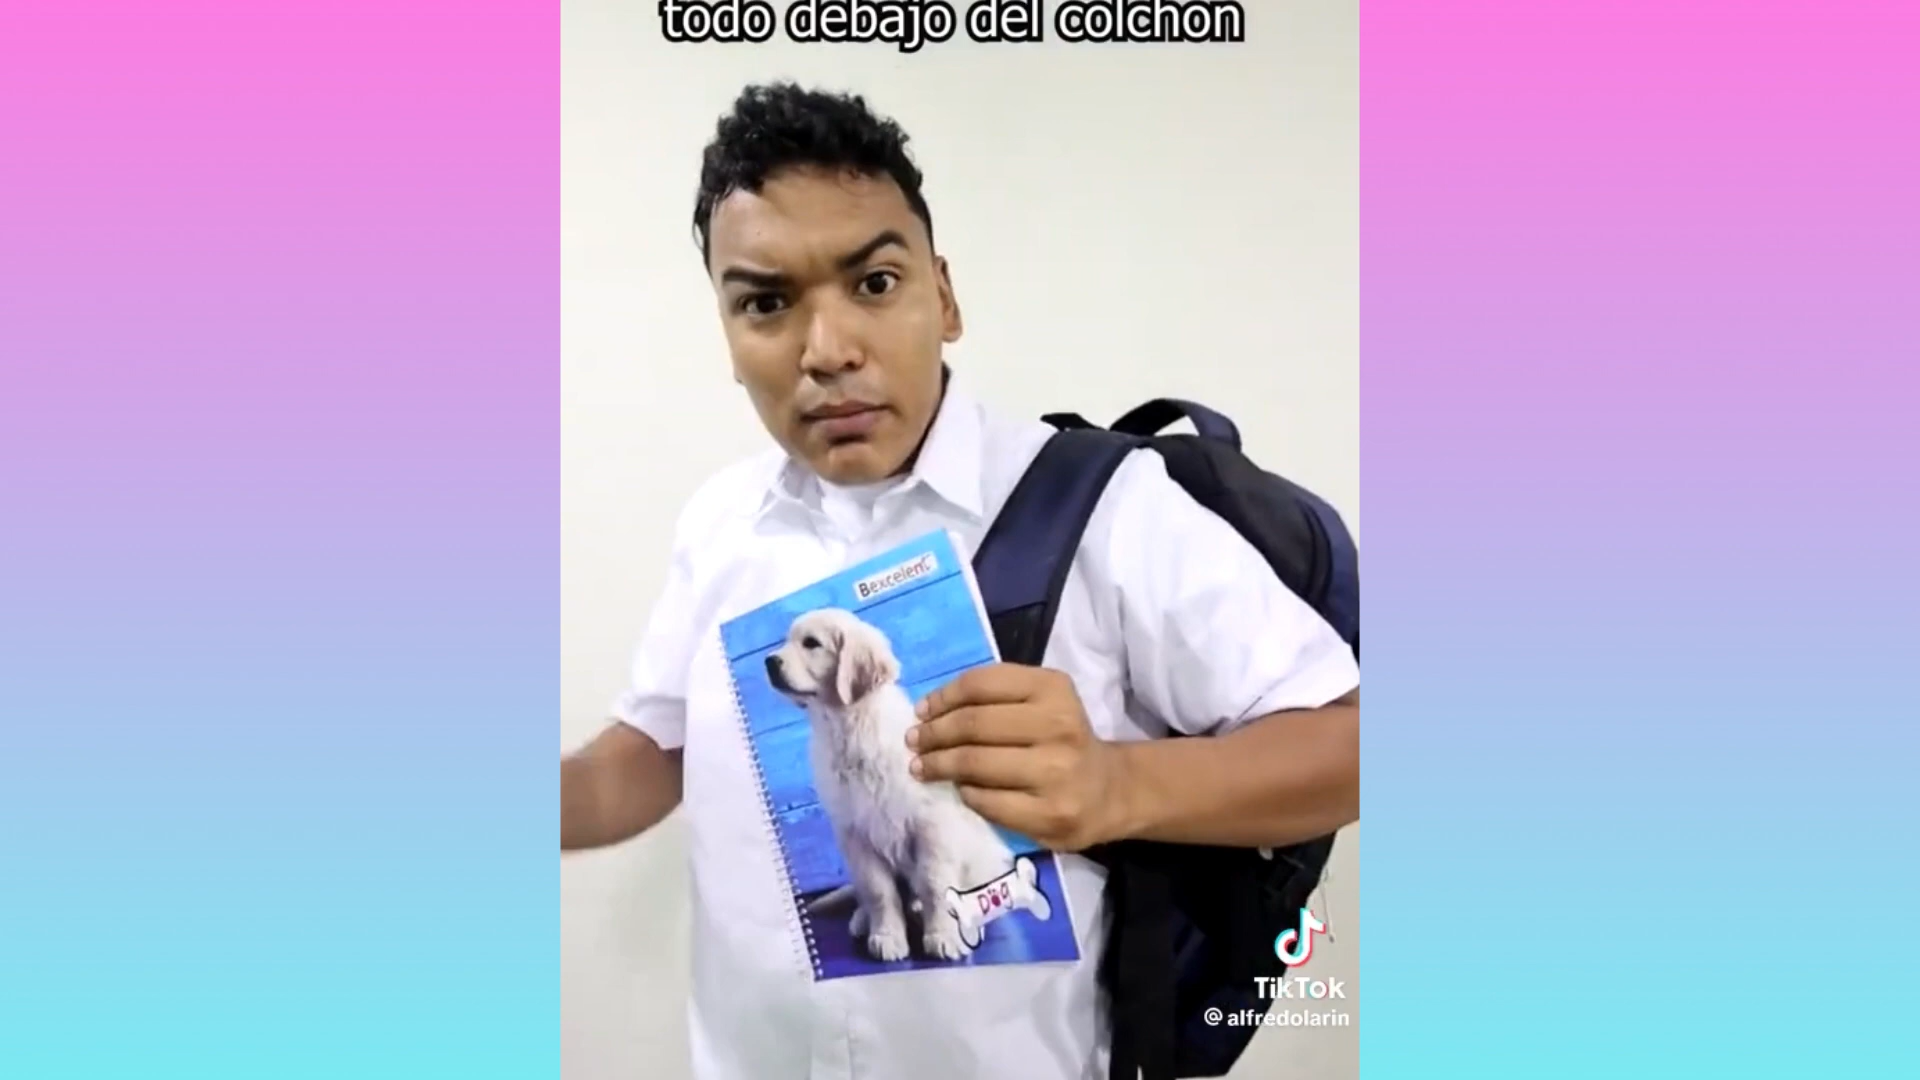 todo debajo del colchon
Bexcelent
Dog
TikTok
@alfredolarin